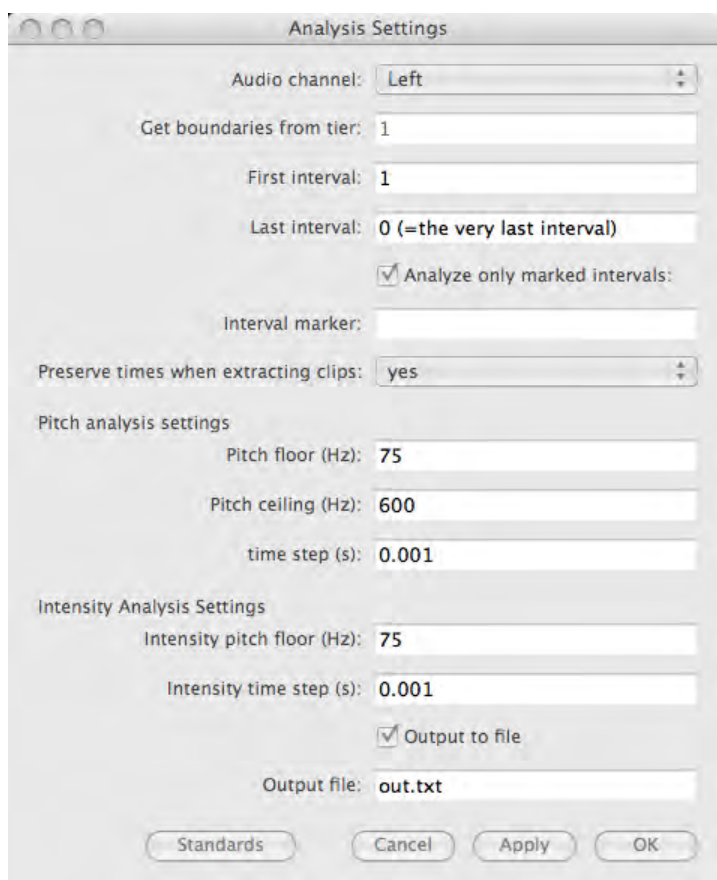 Analysis Settings
Audio channel: Left
Get boundaries from tier: 1
First interval: 1
Last interval: 0 (=the very last interval)
Analyze only marked intervals:
Interval marker:
Preserve times when extracting clips: yes
Pitch analysis settings
Pitch floor (Hz): 75
Pitch ceiling (Hz): 600
time step (s): 0.001
Intensity Analysis Settings
Intensity pitch floor (Hz): 75
Intensity time step (s): 0.001
Output to file
Output file: out.txt
Standards Cancel Apply OK